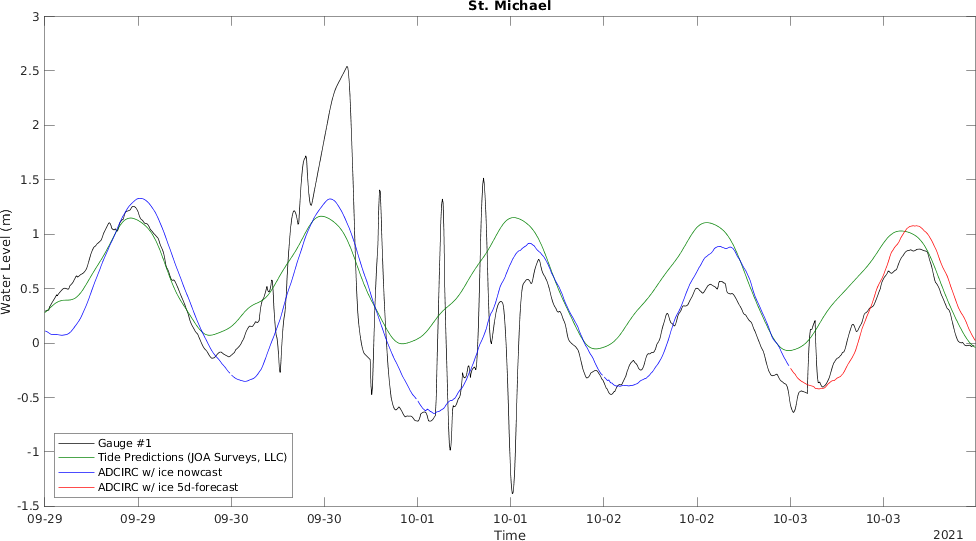 St. Michael
3
2.5
2
1.5
1
0.5
0
-0.5
-1
-1.5
Water Level (m)
Gauge #1
Tide Predictions (JOA Surveys, LLC)
ADCIRC w/ ice nowcast
ADCIRC w/ ice 5d-forecast
09-29 09-29 09-30 09-30 10-01 10-01 10-02 10-02 10-03 10-03
Time
2021